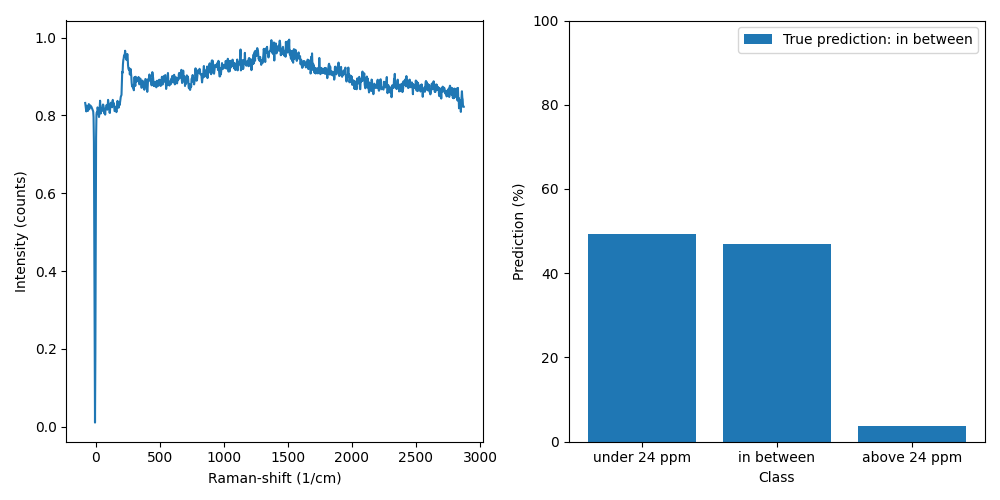 1.0
0.8
0.6
0.4
0.2
0.0
Intensity (counts)
0 500 1000 1500 2000 2500 3000
Raman-shift (1/cm)
100
80
60
40
20
0
Prediction (%)
True prediction: in between
under 24 ppm in between above 24 ppm
Class